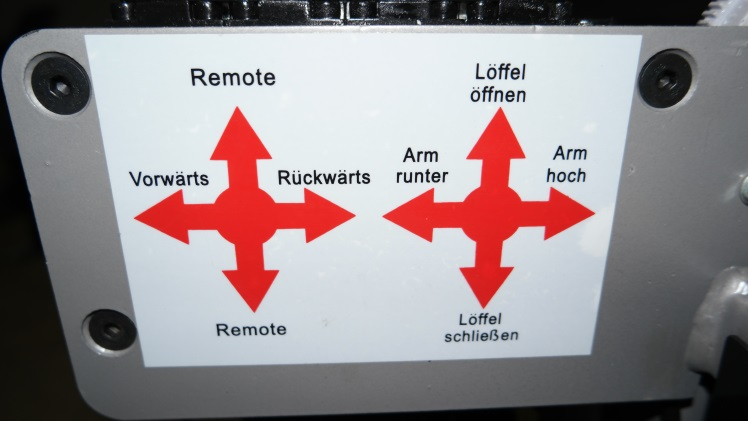 Remote
Vorwärts
Rückwärts
Remote
Löffel
öffnen
Arm
runter
Arm
hoch
Löffel
schließen